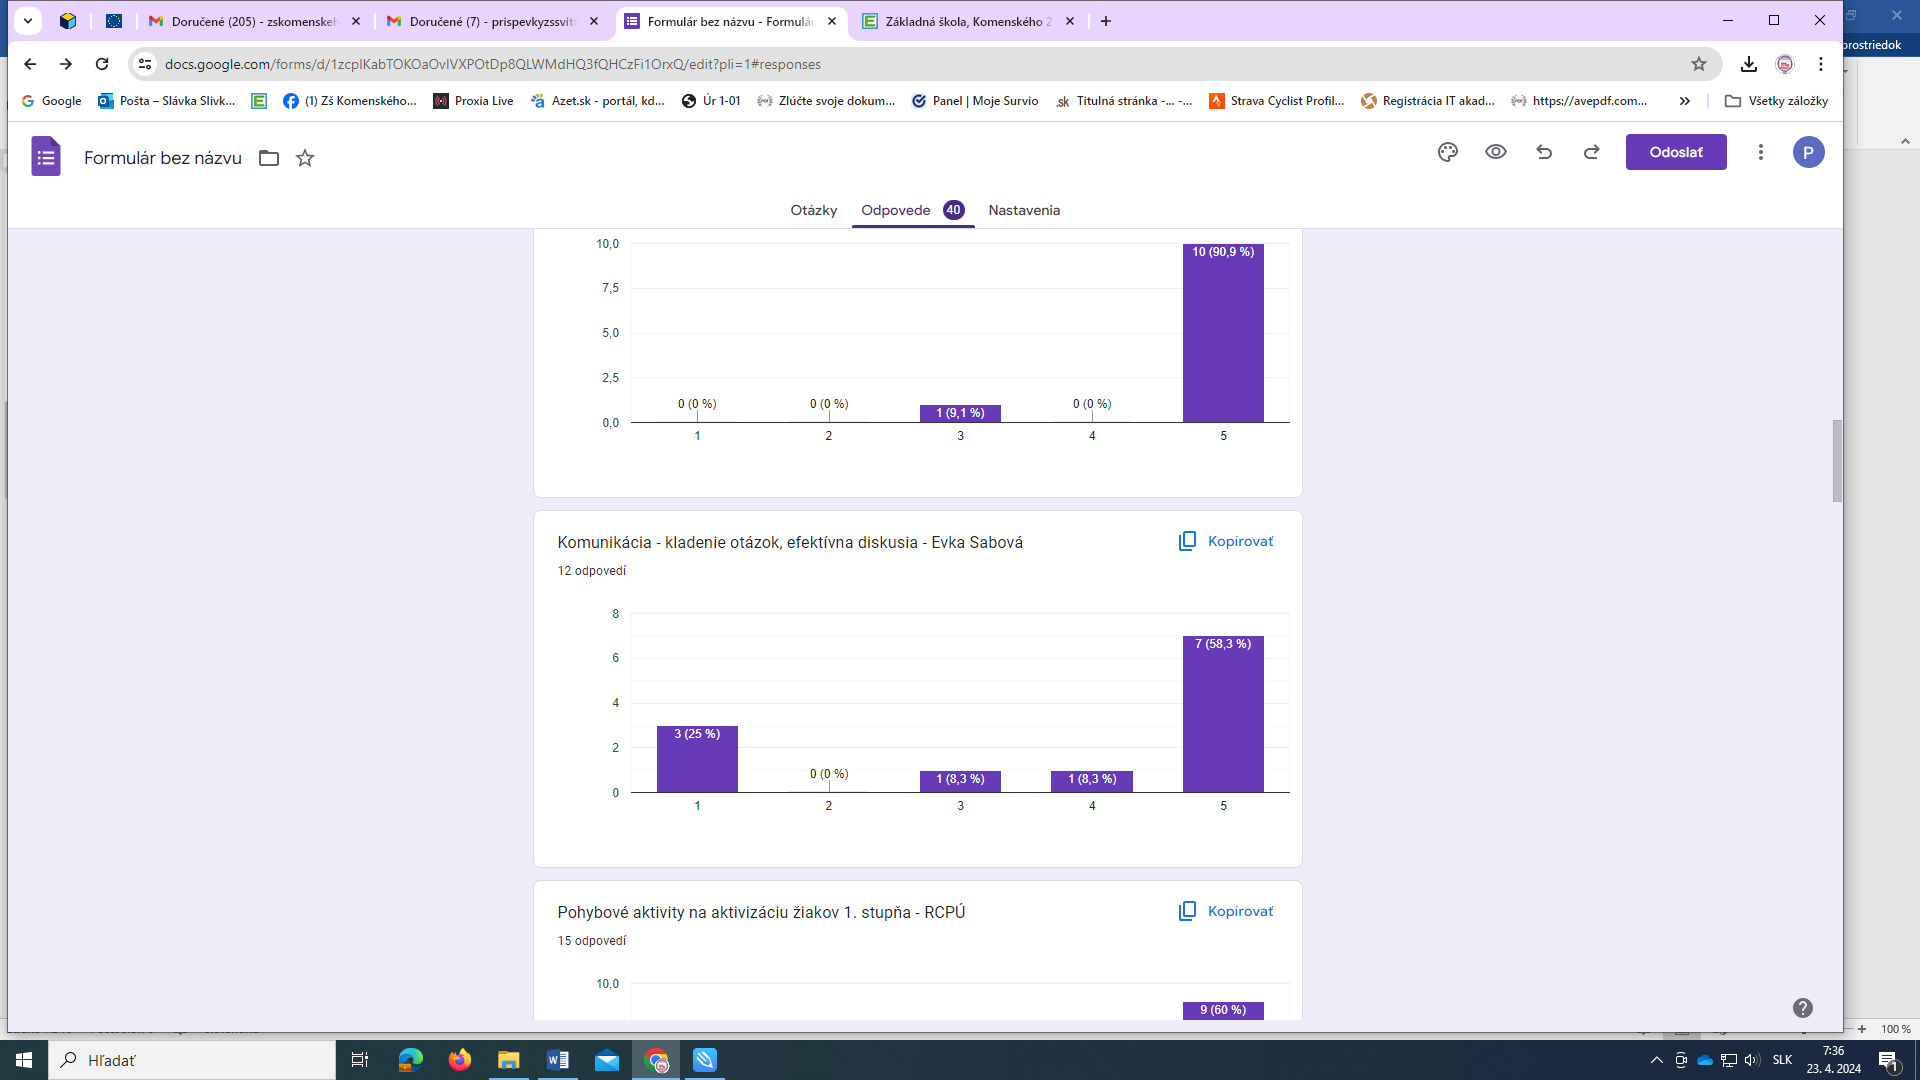 Doručené (205) - zskomenskeh
Doručené (7) - prispevkyzssvit
Formulár bez názvu - Formulár
Základná škola, Komenského 2
prostriedok
docs.google.com/forms/d/1zcpIKabTOKOaOvIVXPOtDp8QLWMdHQ3fQHCzFi1OrxQ/edit?pli=1#responses
Google
Pošta – Slávka Slivk...
(1) Zš Komenského...
Proxia Live
Azet.sk - portál, kd...
Úr 1-01
Zlúčte svoje dokum...
Panel | Moje Survio
.sk Titulná stránka -... -...
Strava Cyclist Profil...
Registrácia IT akad...
https://avepdf.com...
Všetky záložky
Formulár bez názvu
Odoslať
P
Otázky
Odpovede 40
Nastavenia
10,0
7,5
5,0
2,5
0,0
0 (0 %)
0 (0 %)
1 (9,1 %)
0 (0 %)
10 (90,9 %)
1 2 3 4 5
Komunikácia - kladenie otázok, efektívna diskusia - Evka Sabová
Kopírovať
12 odpovedí
8
6
4
2
0
3 (25 %)
0 (0 %)
1 (8,3 %)
1 (8,3 %)
7 (58,3 %)
1 2 3 4 5
Pohybové aktivity na aktivizáciu žiakov 1. stupňa - RCPÚ
Kopírovať
15 odpovedí
10,0
9 (60 %)
100 %
Hľadať
SLK
7:36
23. 4. 2024
1